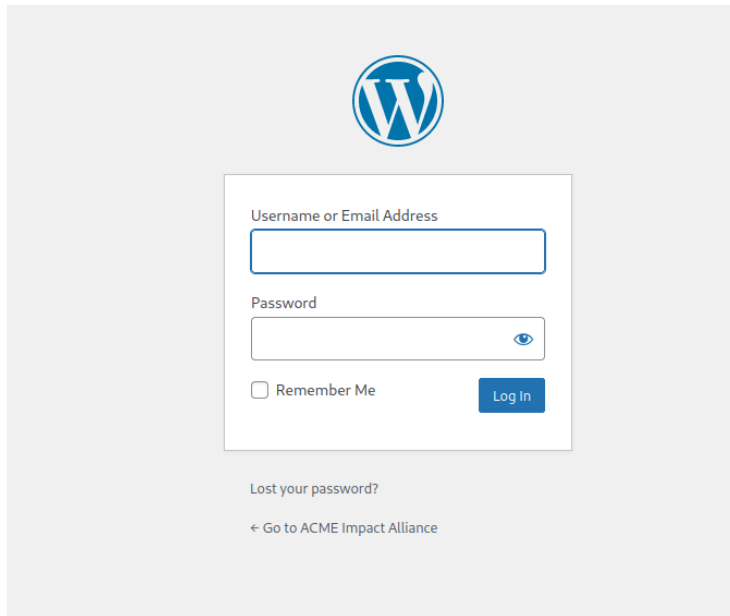 Username or Email Address
Password
Remember Me
Log In
Lost your password?
← Go to ACME Impact Alliance